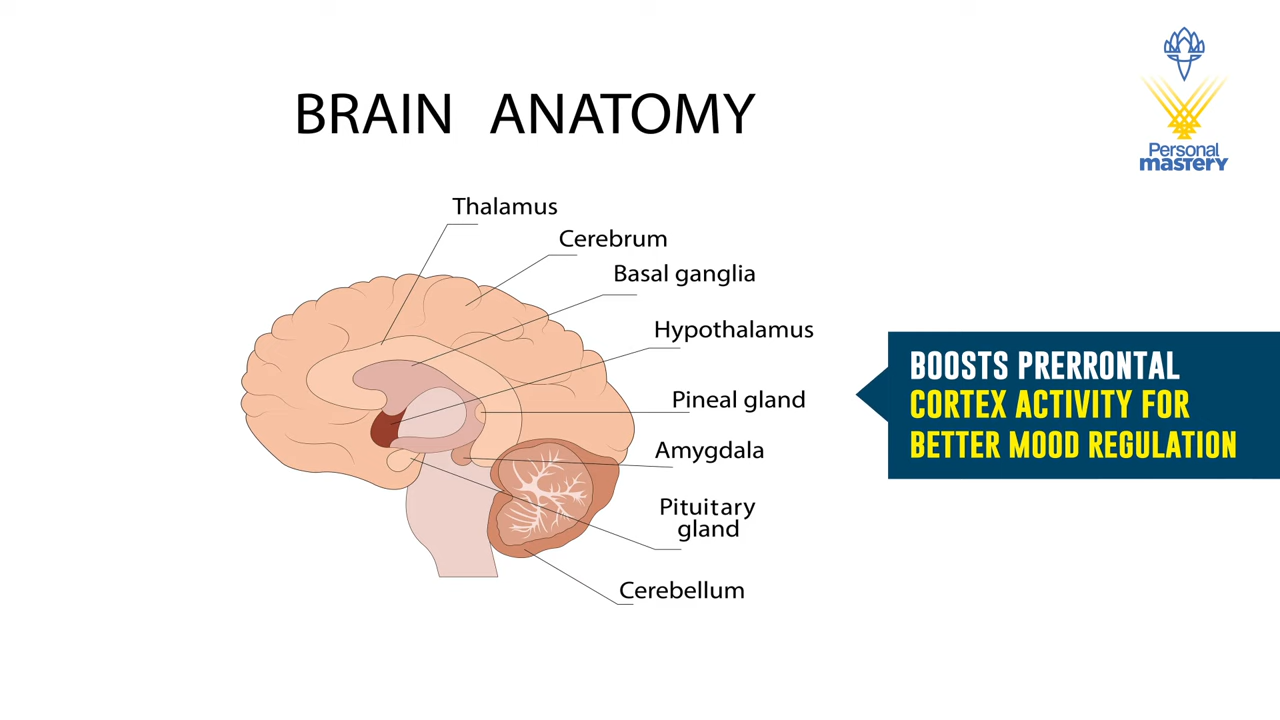 BRAIN ANATOMY
Personal
mastery
Thalamus
Cerebrum
Basal ganglia
Hypothalamus
BOOSTS PRERRONTAL
CORTEX ACTIVITY FOR
BETTER MOOD REGULATION
Pineal gland
Amygdala
Pituitary
gland
Cerebellum